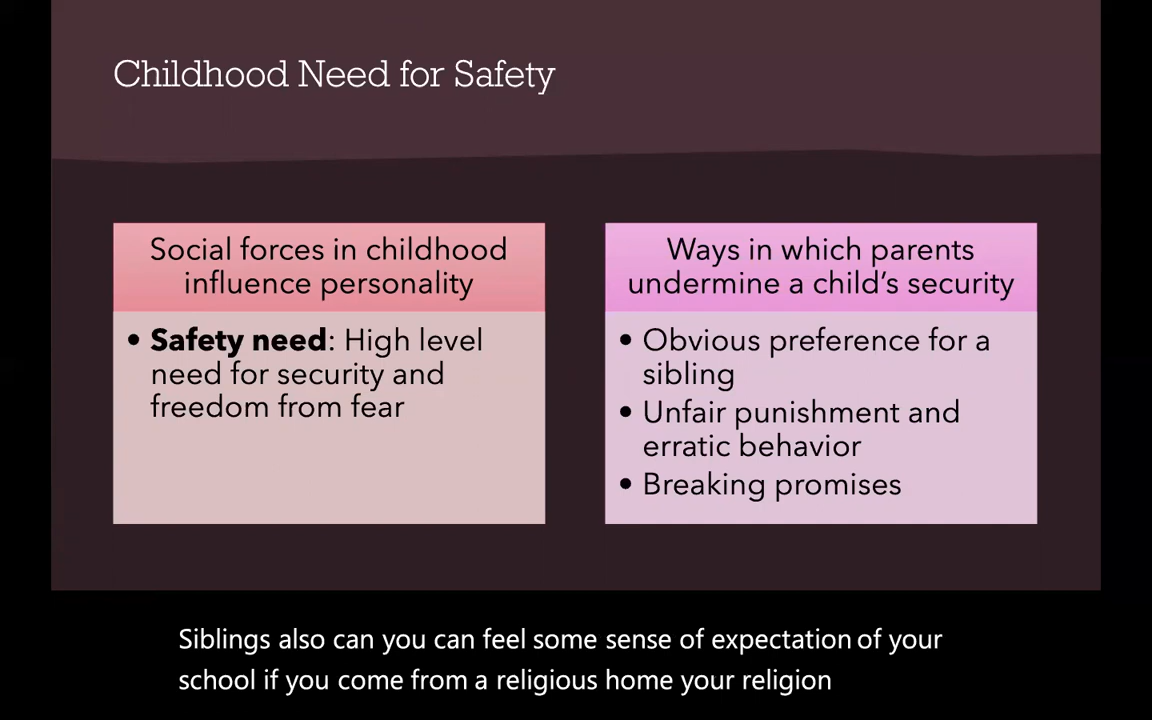 Childhood Need for Safety
Social forces in childhood
influence personality
• Safety need: High level
need for security and
freedom from fear
Ways in which parents
undermine a child’s security
• Obvious preference for a
sibling
• Unfair punishment and
erratic behavior
• Breaking promises
Siblings also can you can feel some sense of expectation of your
school if you come from a religious home your religion